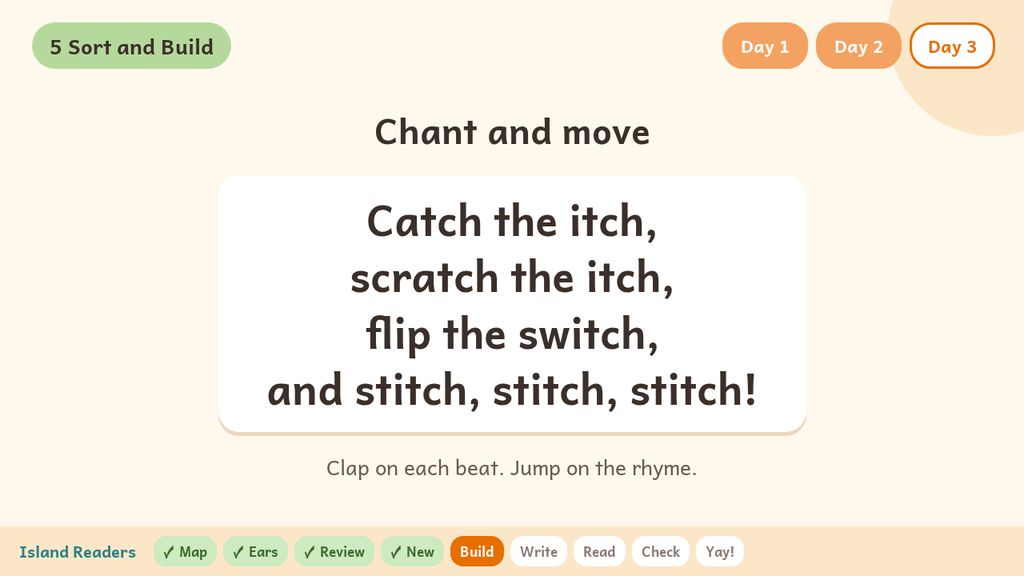 5 Sort and Build
Day 1
Day 2
Day 3
Chant and move
Catch the itch,
scratch the itch,
flip the switch,
and stitch, stitch, stitch!
Clap on each beat. Jump on the rhyme.
Island Readers
✓ Map
✓ Ears
✓ Review
✓ New
Build
Write
Read
Check
Yay!